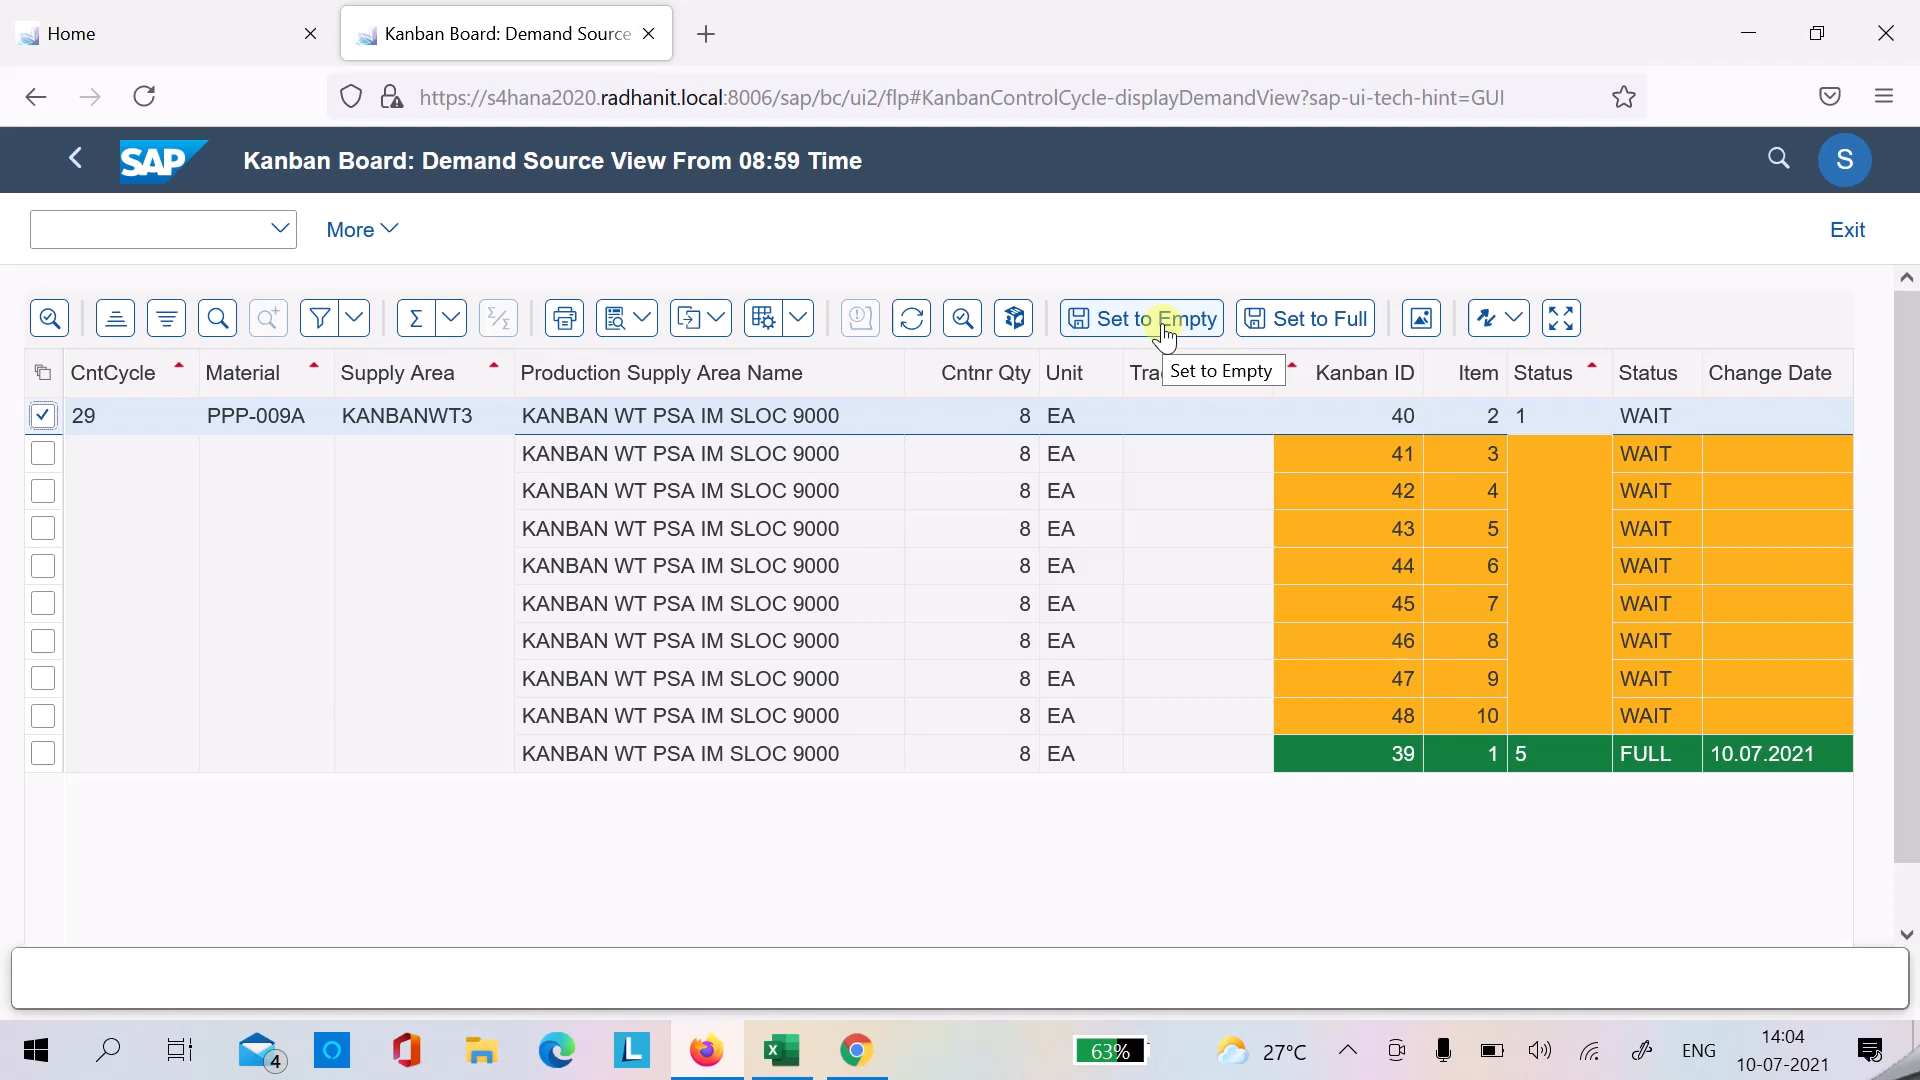 Home
Kanban Board: Demand Source
https://s4hana2020.radhanit.local:8006/sap/bc/ui2/flp#KanbanControlCycle-displayDemandView?sap-ui-tech-hint=GUI
SAP
Kanban Board: Demand Source View From 08:59 Time
S
More
Exit
Set to Empty
Set to Full
CntCycle Material Supply Area Production Supply Area Name Cntnr Qty Unit Tra Kanban ID Item Status Status Change Date
Set to Empty
29 PPP-009A KANBANWT3 KANBAN WT PSA IM SLOC 9000 8 EA 40 2 1 WAIT
KANBAN WT PSA IM SLOC 9000 8 EA 41 3 WAIT
KANBAN WT PSA IM SLOC 9000 8 EA 42 4 WAIT
KANBAN WT PSA IM SLOC 9000 8 EA 43 5 WAIT
KANBAN WT PSA IM SLOC 9000 8 EA 44 6 WAIT
KANBAN WT PSA IM SLOC 9000 8 EA 45 7 WAIT
KANBAN WT PSA IM SLOC 9000 8 EA 46 8 WAIT
KANBAN WT PSA IM SLOC 9000 8 EA 47 9 WAIT
KANBAN WT PSA IM SLOC 9000 8 EA 48 10 WAIT
KANBAN WT PSA IM SLOC 9000 8 EA 39 1 5 FULL 10.07.2021
4
L
63%
27°C
ENG
14:04
10-07-2021